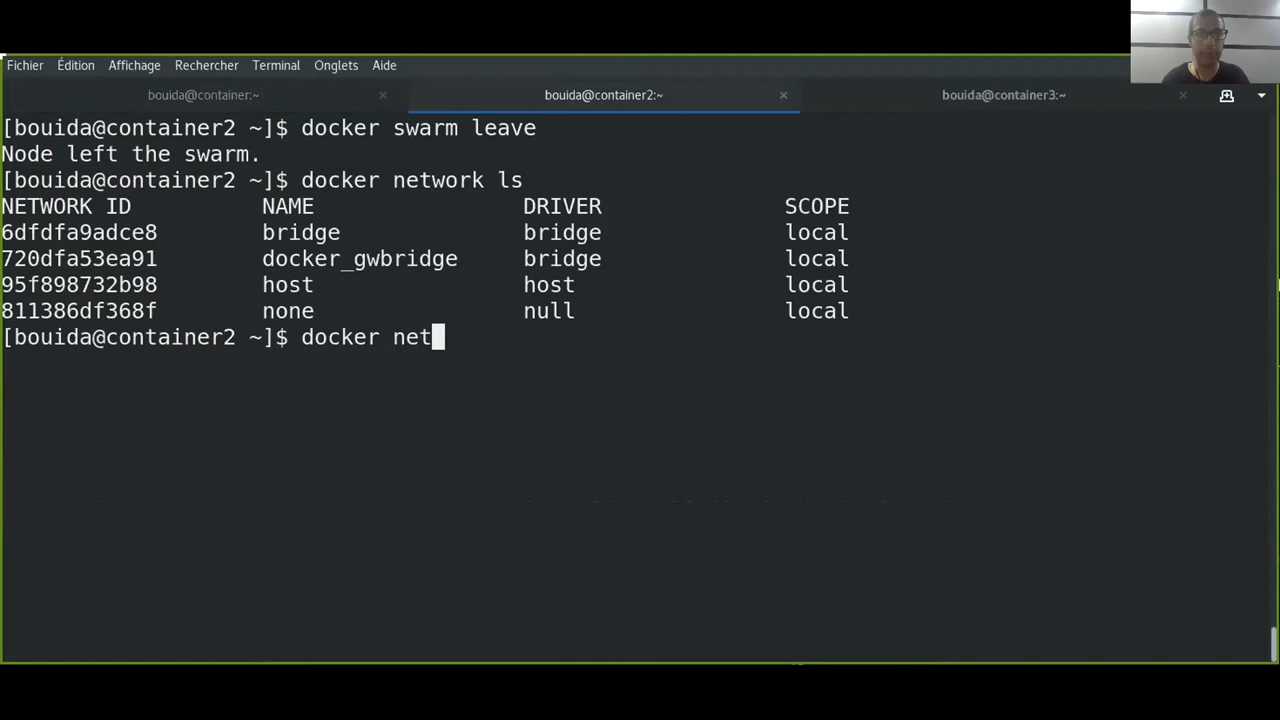 Fichier Édition Affichage Rechercher Terminal Onglets Aide
bouida@container:~ × bouida@container2:~ × bouida@container3:~ ×
[bouida@container2 ~]$ docker swarm leave
Node left the swarm.
[bouida@container2 ~]$ docker network ls
NETWORK ID NAME DRIVER SCOPE
6dfdfa9adce8 bridge bridge local
720dfa53ea91 docker_gwbridge bridge local
95f898732b98 host host local
811386df368f none null local
[bouida@container2 ~]$ docker net